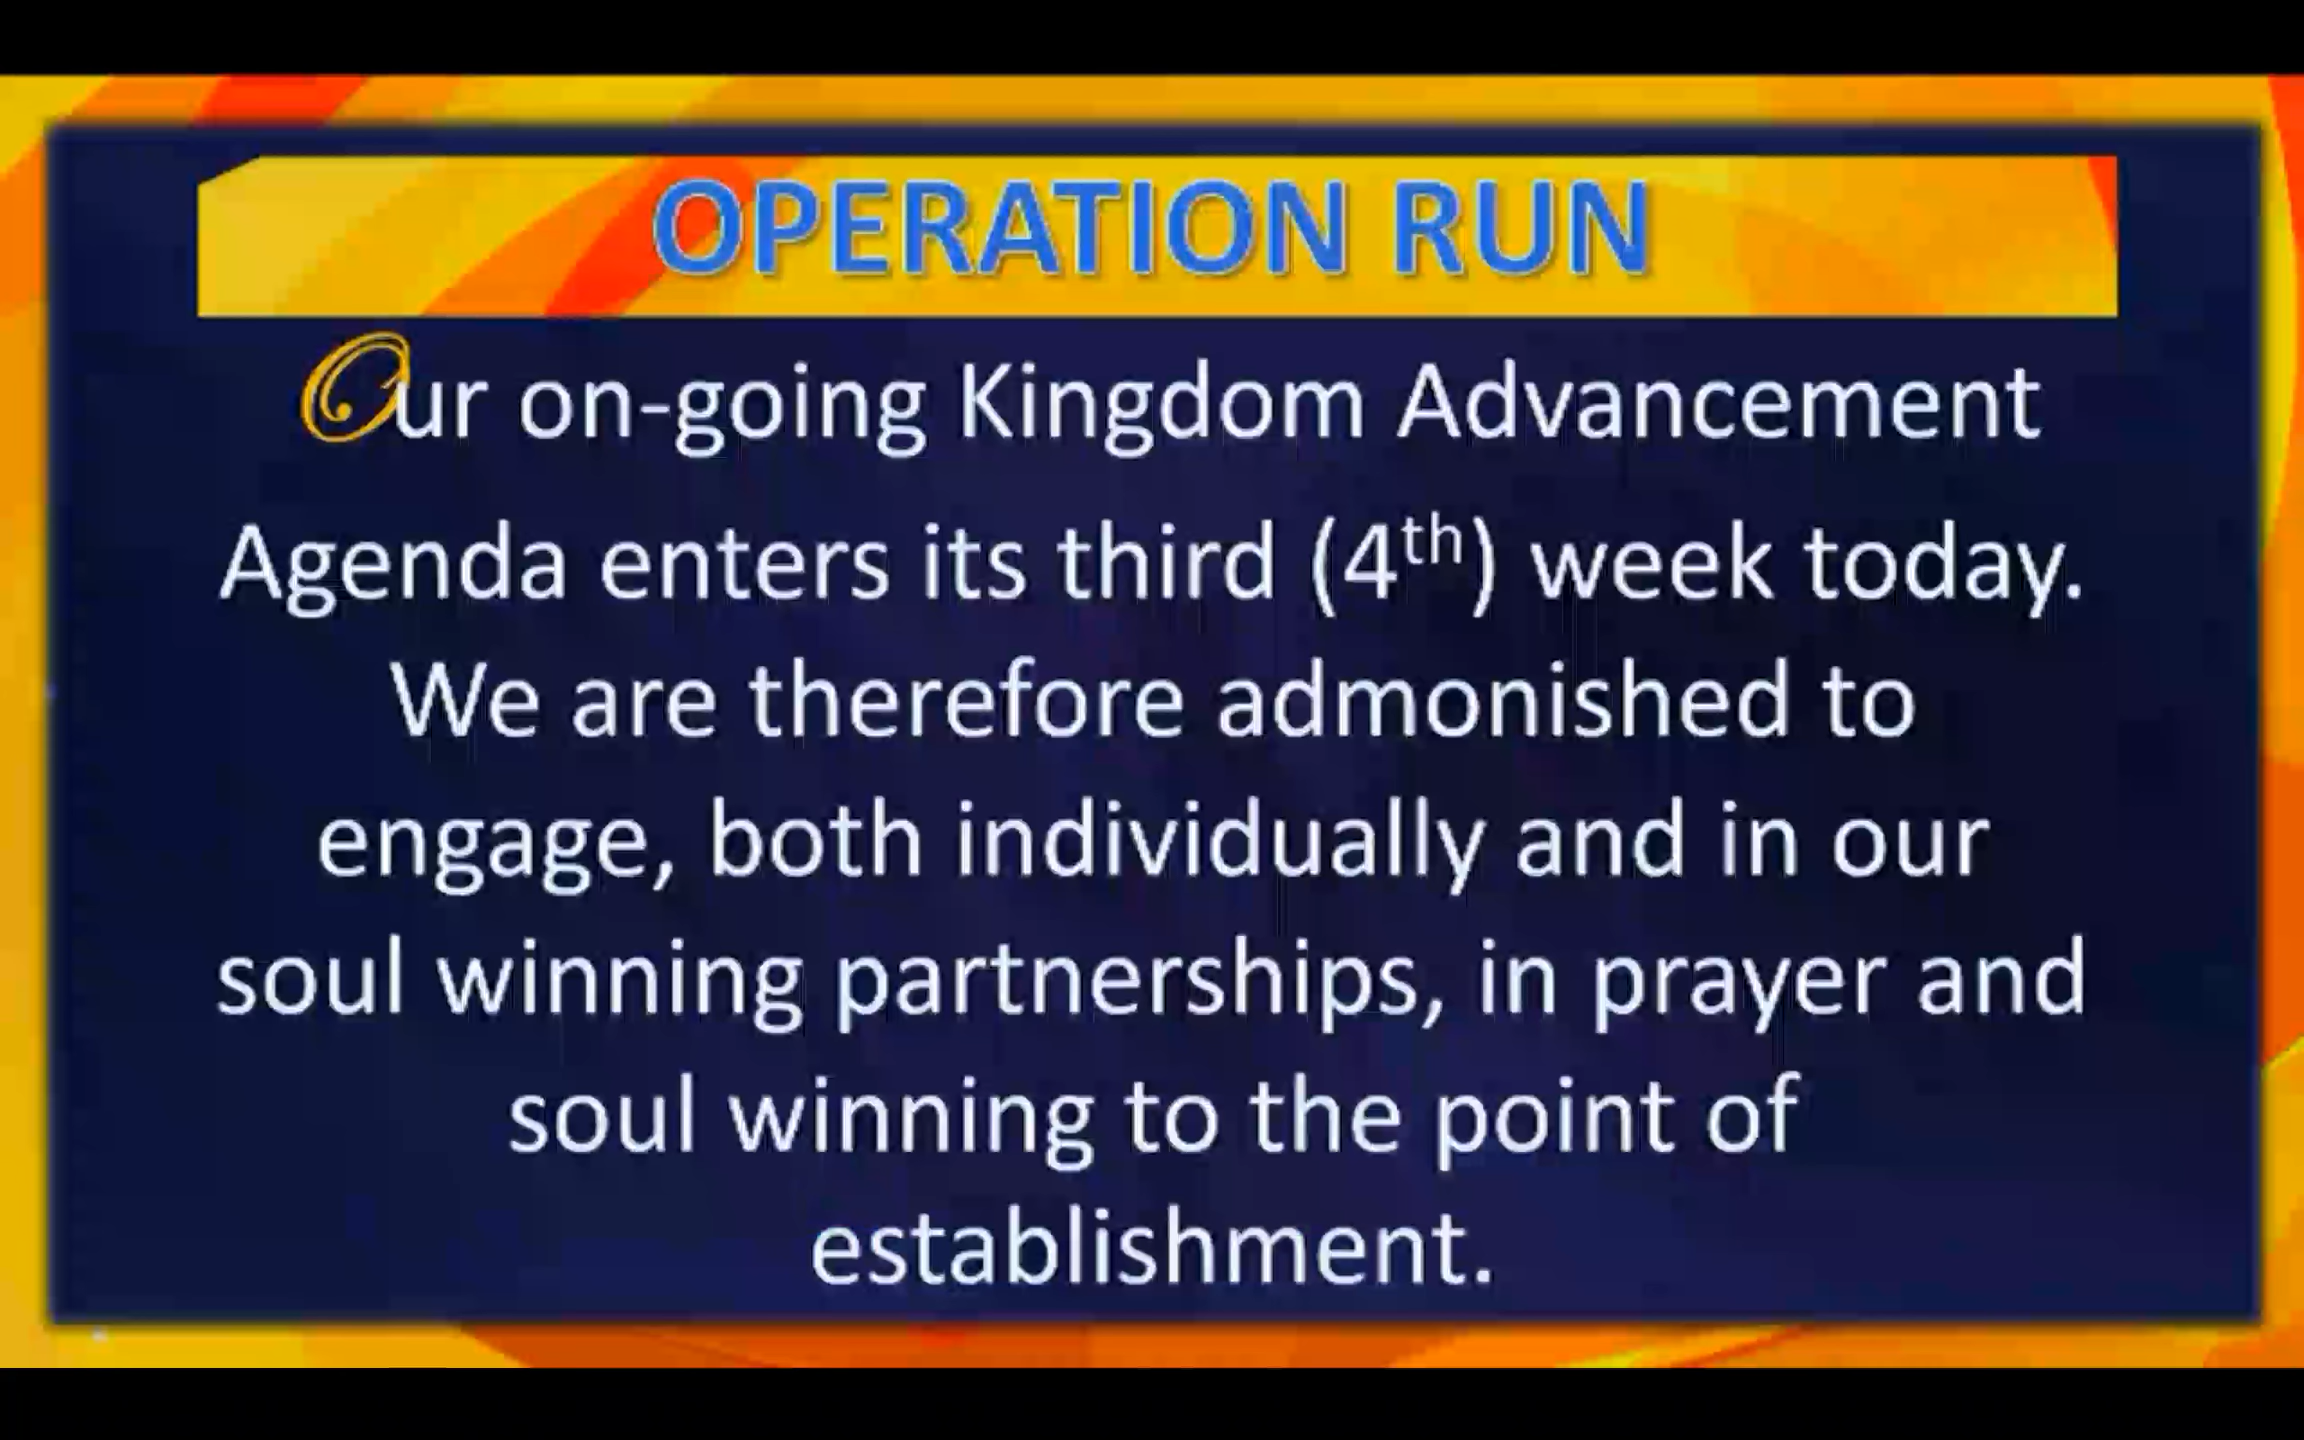 OPERATION RUN
Our on-going Kingdom Advancement
Agenda enters its third (4th) week today.
We are therefore admonished to
engage, both individually and in our
soul winning partnerships, in prayer and
soul winning to the point of
establishment.